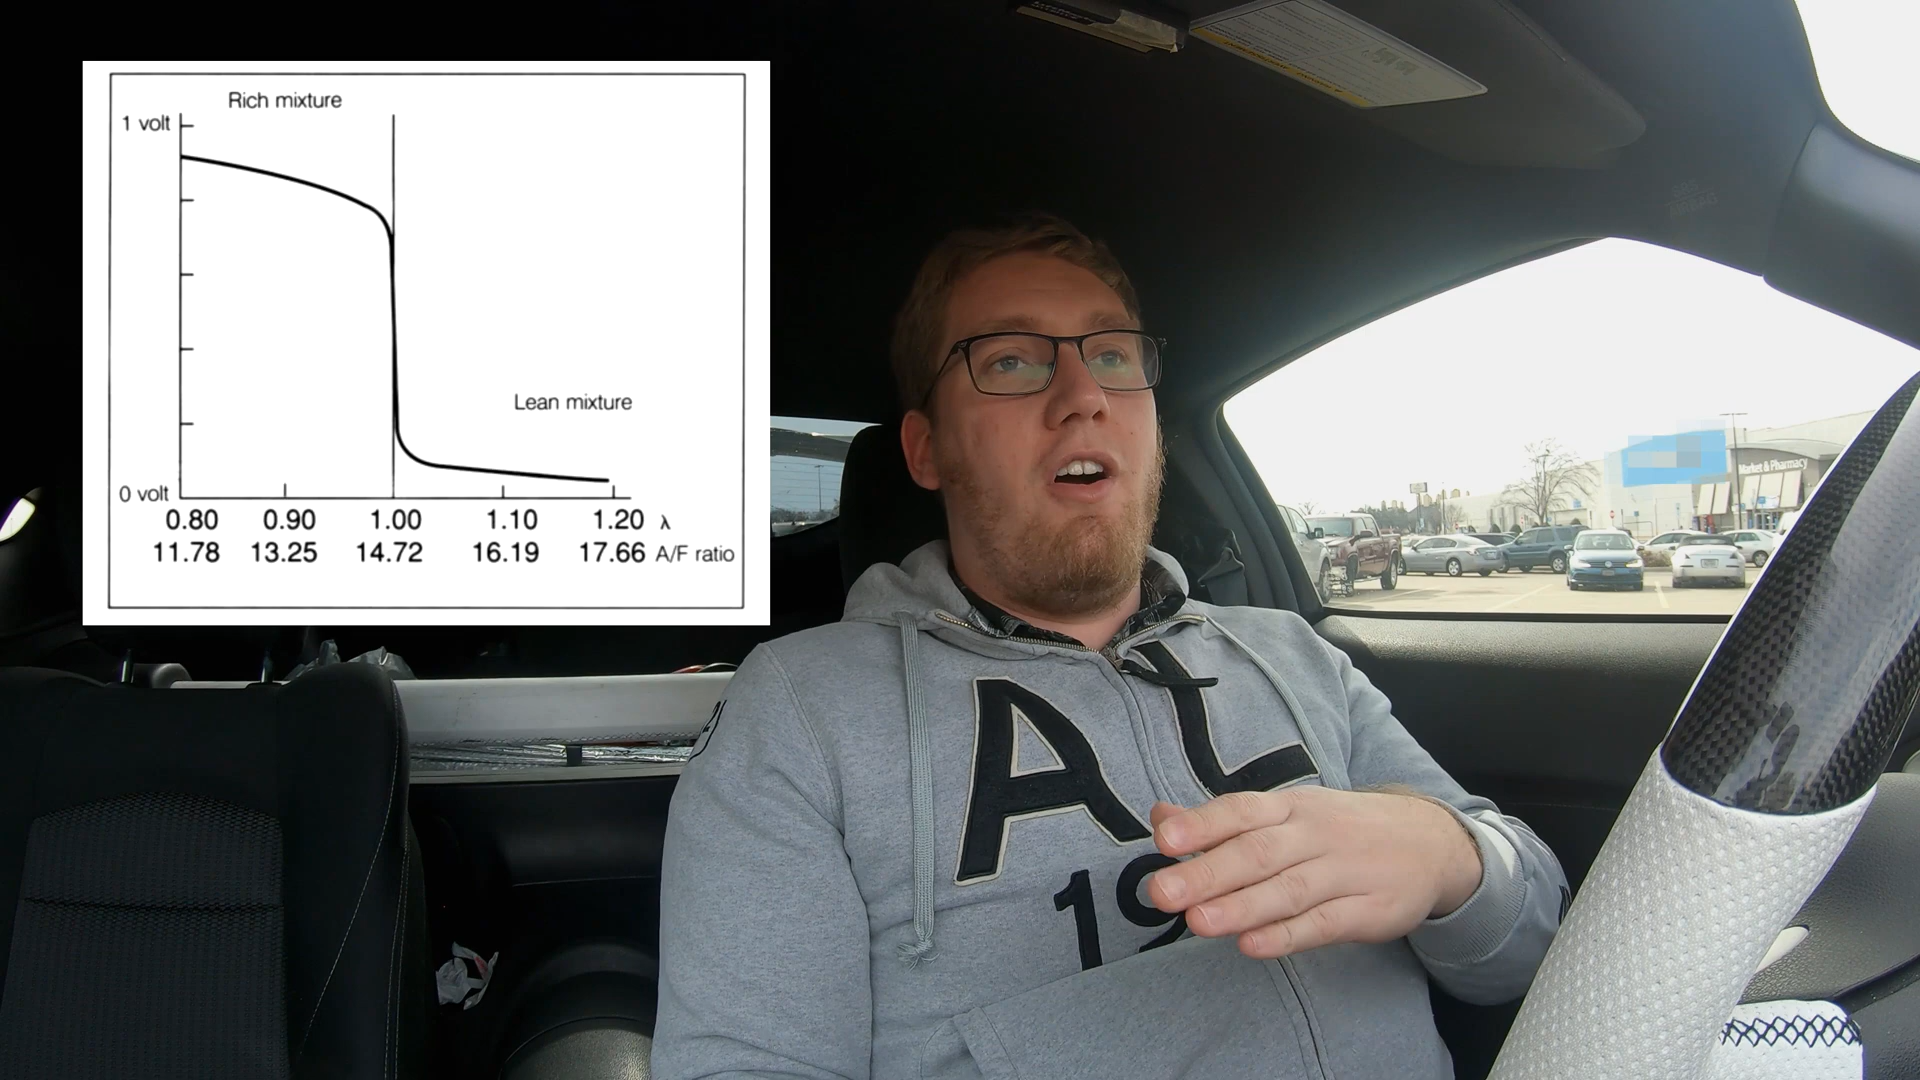 Rich mixture
1 volt
Lean mixture
0 volt
0.80 0.90 1.00 1.10 1.20 λ
11.78 13.25 14.72 16.19 17.66 A/F ratio
Market & Pharmacy
A L
19